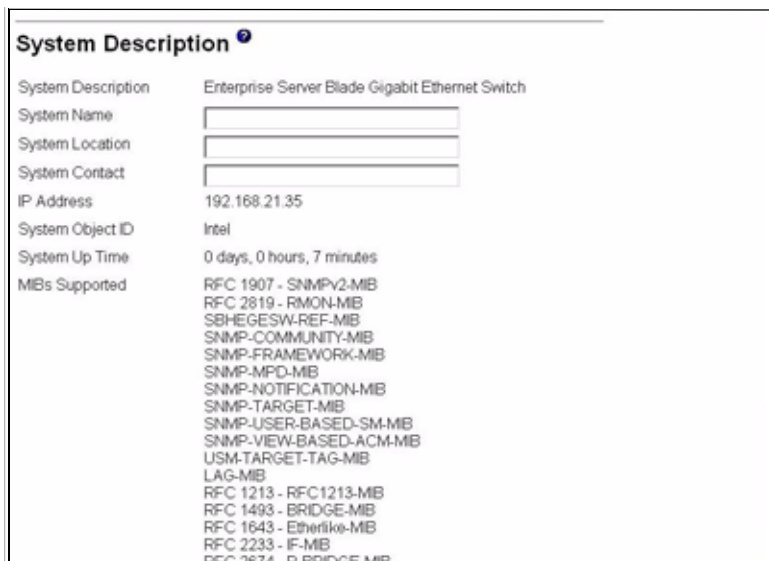 System Description ?
System Description Enterprise Server Blade Gigabit Ethernet Switch
System Name
System Location
System Contact
IP Address 192.168.21.35
System Object ID Intel
System Up Time 0 days, 0 hours, 7 minutes
MIBs Supported RFC 1907 - SNMPv2-MIB
RFC 2819 - RMON-MIB
SBHEGESW-REF-MIB
SNMP-COMMUNITY-MIB
SNMP-FRAMEWORK-MIB
SNMP-MPD-MIB
SNMP-NOTIFICATION-MIB
SNMP-TARGET-MIB
SNMP-USER-BASED-SM-MIB
SNMP-VIEW-BASED-ACM-MIB
USM-TARGET-TAG-MIB
LAG-MIB
RFC 1213 - RFC1213-MIB
RFC 1493 - BRIDGE-MIB
RFC 1643 - Etherlike-MIB
RFC 2233 - IF-MIB
RFC 2674 - P-BRIDGE-MIB